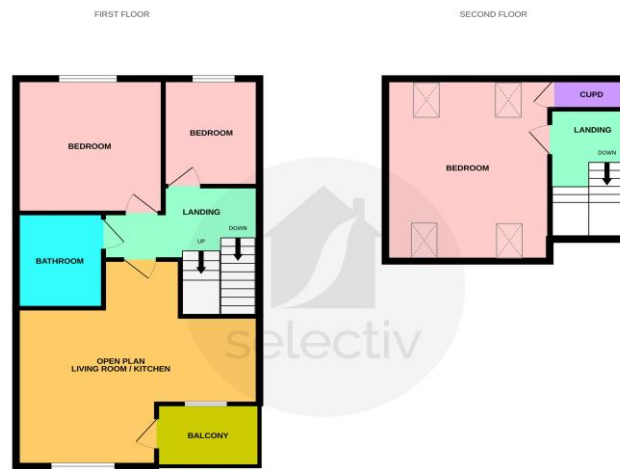 FIRST FLOOR
BEDROOM
BEDROOM
LANDING
DOWN
UP
BATHROOM
OPEN PLAN
LIVING ROOM / KITCHEN
BALCONY
selectiv
SECOND FLOOR
CUPD
LANDING
DOWN
BEDROOM